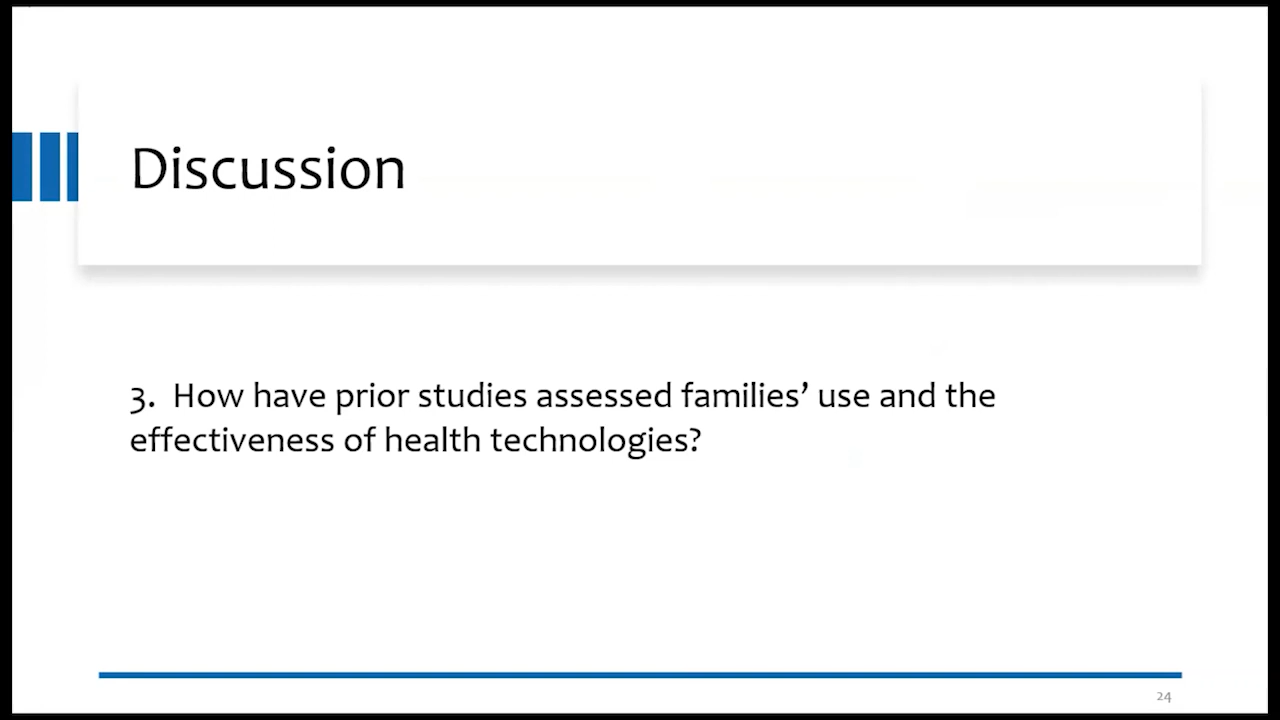 Discussion
3. How have prior studies assessed families’ use and the
effectiveness of health technologies?
24